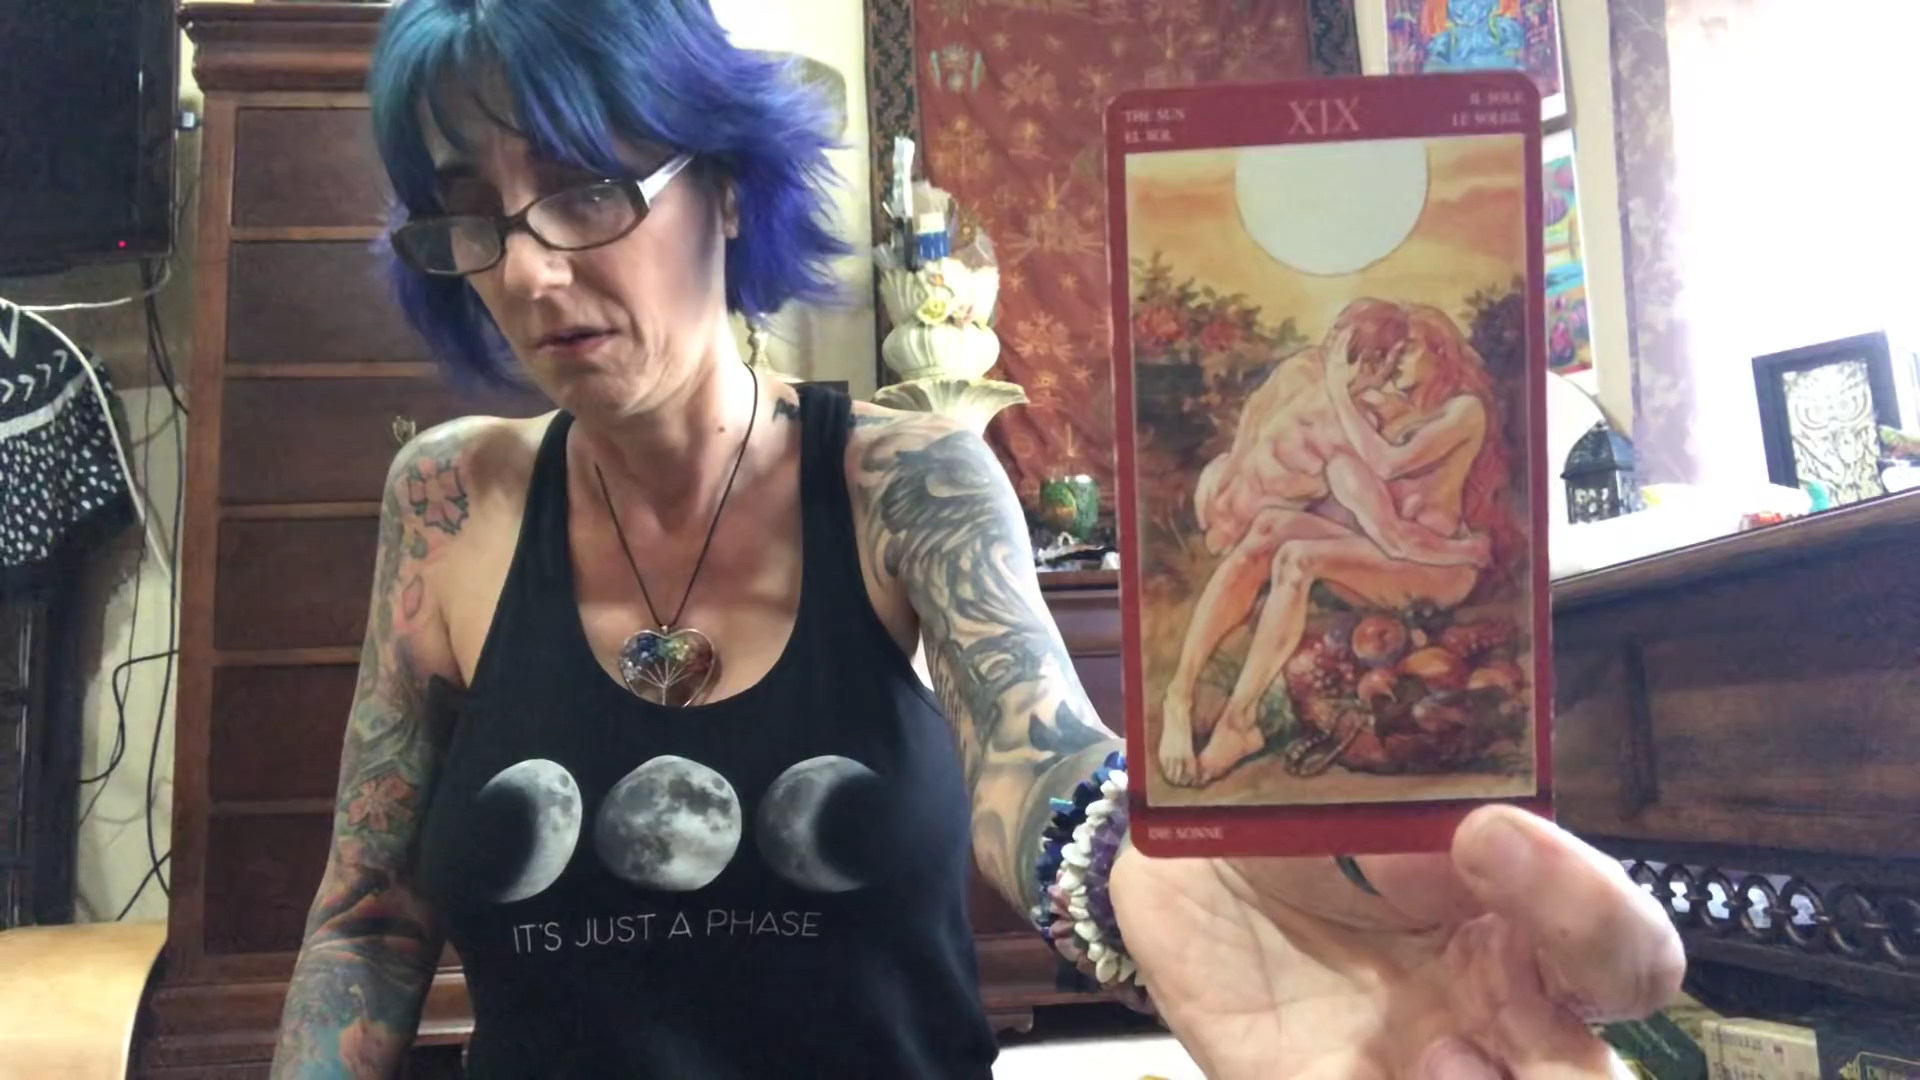 THE SUN
EL SOL
XIX
IL SOLE
LE SOLEIL
DIE SONNE
IT'S JUST A PHASE